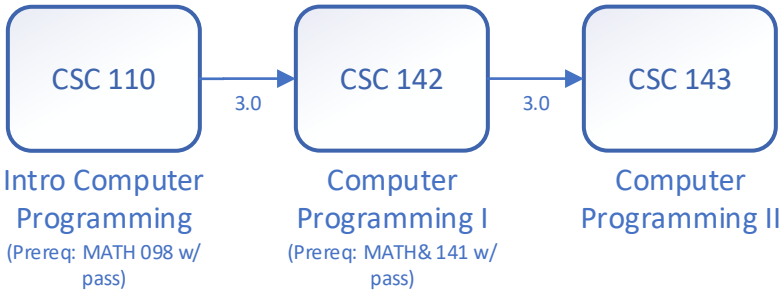 CSC 110
CSC 142
CSC 143
3.0
3.0
Intro Computer
Programming
(Prereq: MATH 098 w/
pass)
Computer
Programming I
(Prereq: MATH& 141 w/
pass)
Computer
Programming II